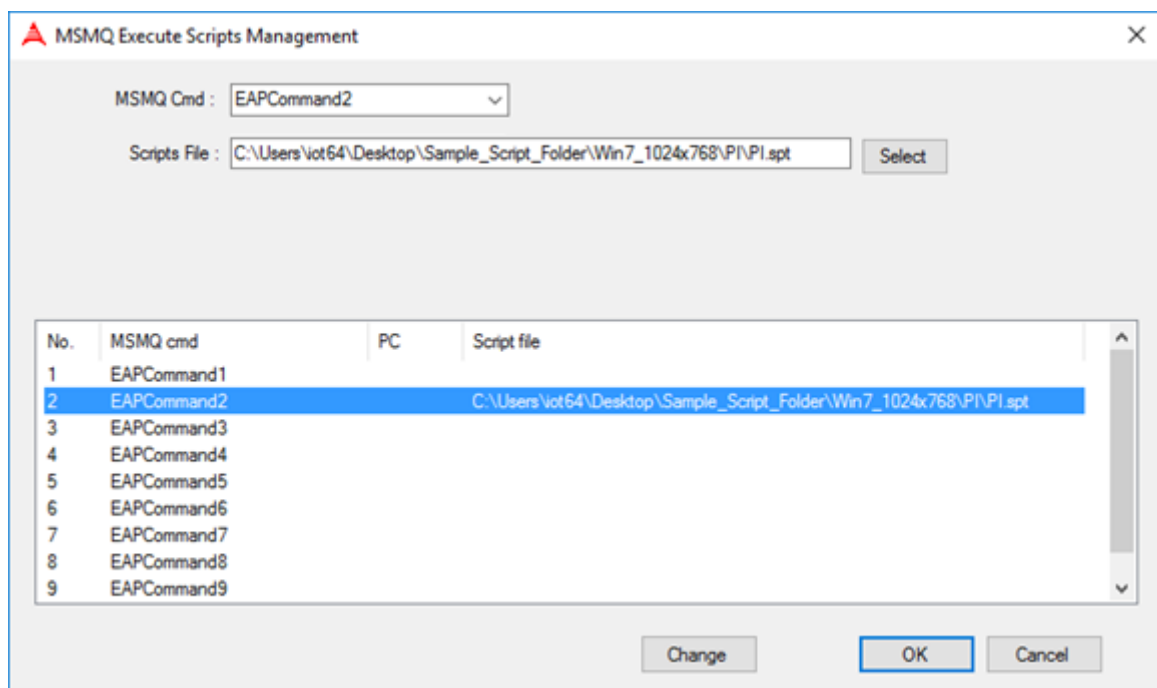 MSMQ Execute Scripts Management
MSMQ Cmd : EAPCommand2
Scripts File : C:\Users\iot64\Desktop\Sample_Script_Folder\Win7_1024x768\PI\PI.spt Select
No. MSMQ cmd PC Script file
1 EAPCommand1
2 EAPCommand2 C:\Users\iot64\Desktop\Sample_Script_Folder\Win7_1024x768\PI\PI.spt
3 EAPCommand3
4 EAPCommand4
5 EAPCommand5
6 EAPCommand6
7 EAPCommand7
8 EAPCommand8
9 EAPCommand9
Change OK Cancel